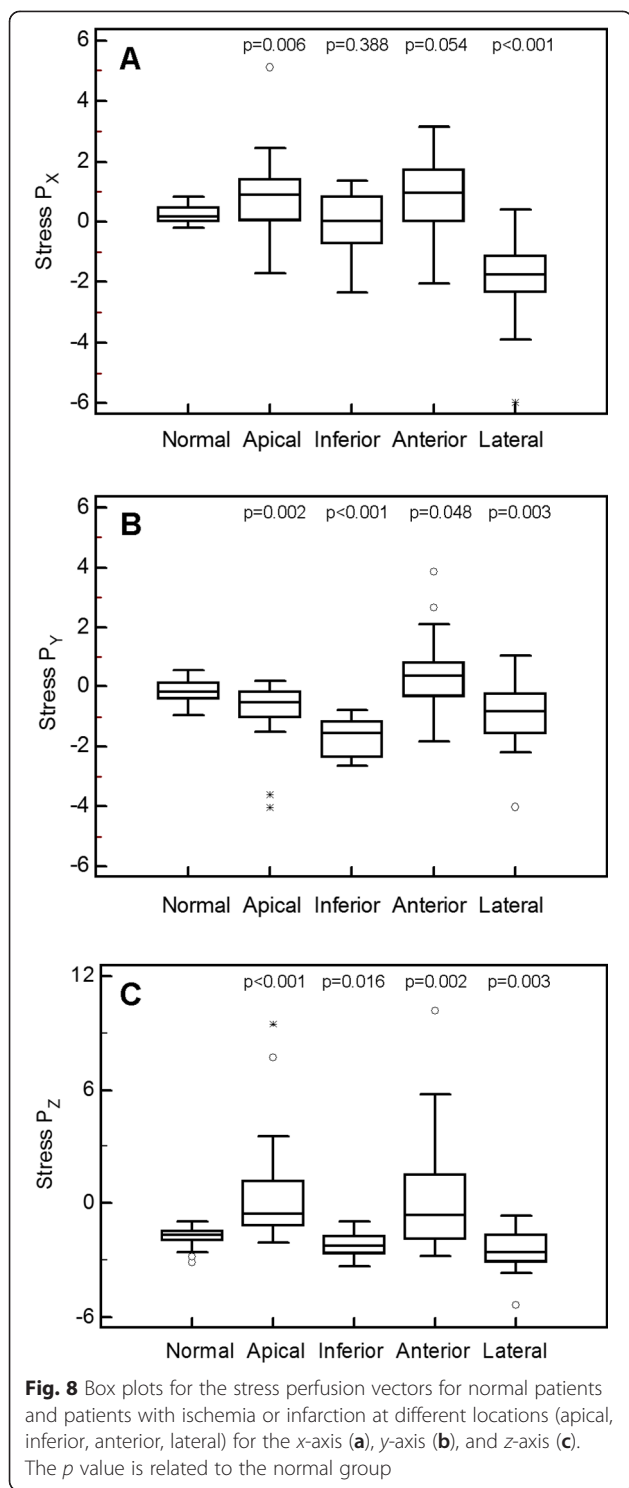 6
A
p=0.006 p=0.388 p=0.054 p<0.001
4
2
0
-2
-4
-6
Stress PX
Normal Apical Inferior Anterior Lateral
6
B
p=0.002 p<0.001 p=0.048 p=0.003
4
2
0
-2
-4
-6
Stress PY
Normal Apical Inferior Anterior Lateral
12
C
p<0.001 p=0.016 p=0.002 p=0.003
6
0
-6
Stress PZ
Normal Apical Inferior Anterior Lateral
Fig. 8 Box plots for the stress perfusion vectors for normal patients
and patients with ischemia or infarction at different locations (apical,
inferior, anterior, lateral) for the x-axis (a), y-axis (b), and z-axis (c).
The p value is related to the normal group